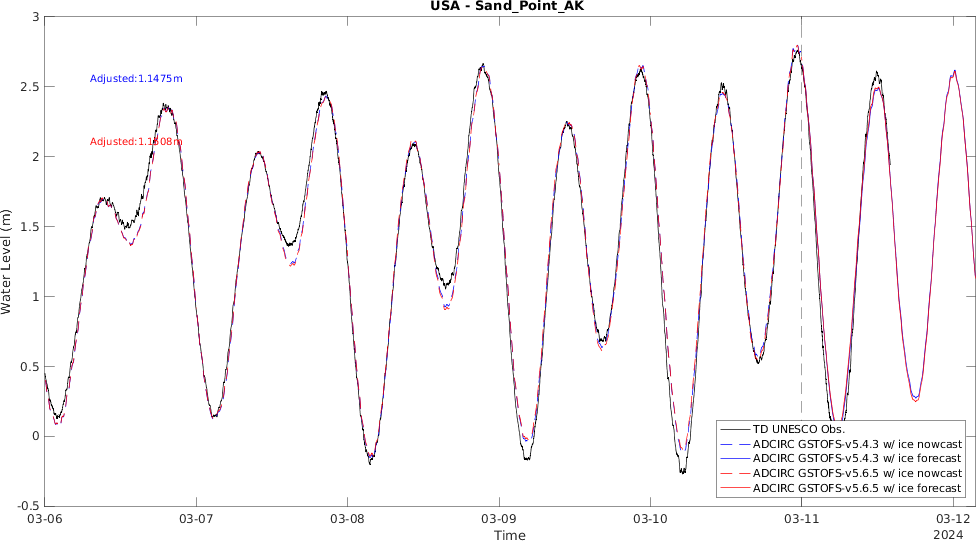 USA - Sand_Point_AK
3
2.5
2
1.5
1
0.5
0
-0.5
Water Level (m)
Adjusted:1.1475m
03-06
03-07
03-08
03-09
03-10
03-11
03-12
2024
Time
TD UNESCO Obs.
ADCIRC GSTOFS-v5.4.3 w/ ice nowcast
ADCIRC GSTOFS-v5.4.3 w/ ice forecast
ADCIRC GSTOFS-v5.6.5 w/ ice nowcast
ADCIRC GSTOFS-v5.6.5 w/ ice forecast